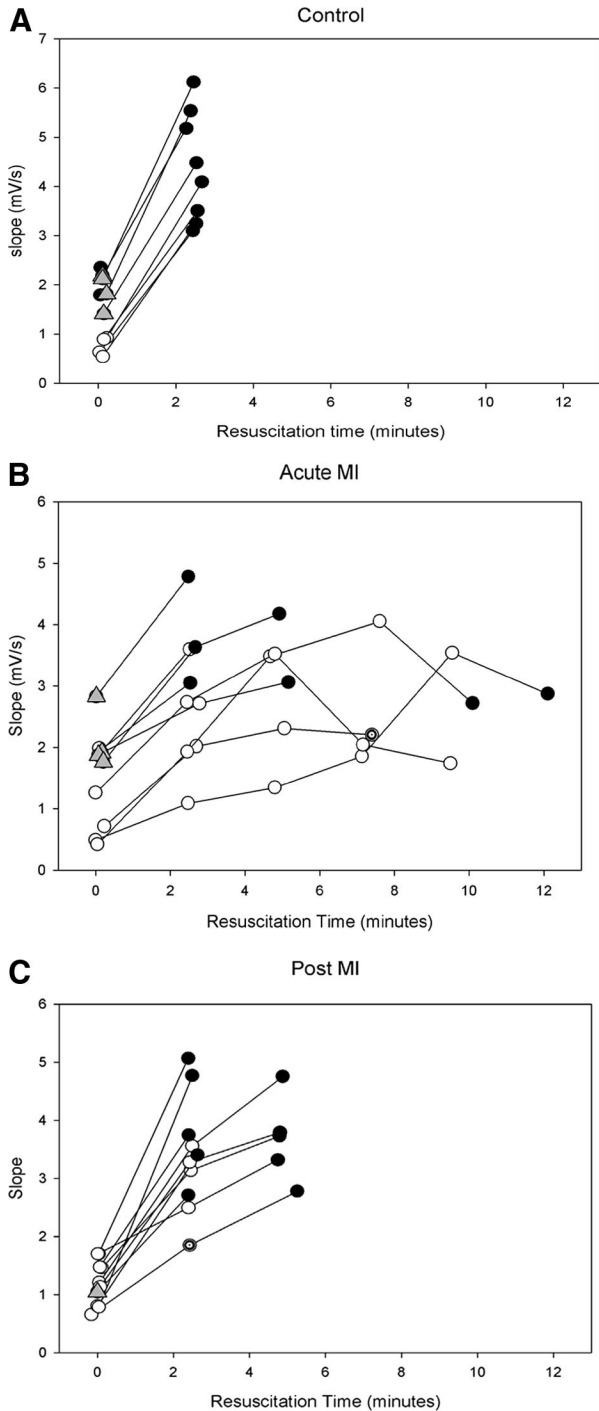 A
Control
7
6
5
4
3
2
1
0
slope (mV/s)
0 2 4 6 8 10 12
Resuscitation time (minutes)
B
Acute MI
6
5
4
3
2
1
0
Slope (mV/s)
0 2 4 6 8 10 12
Resuscitation Time (minutes)
C
Post MI
6
5
4
3
2
1
0
Slope
0 2 4 6 8 10 12
Resuscitation Time (minutes)